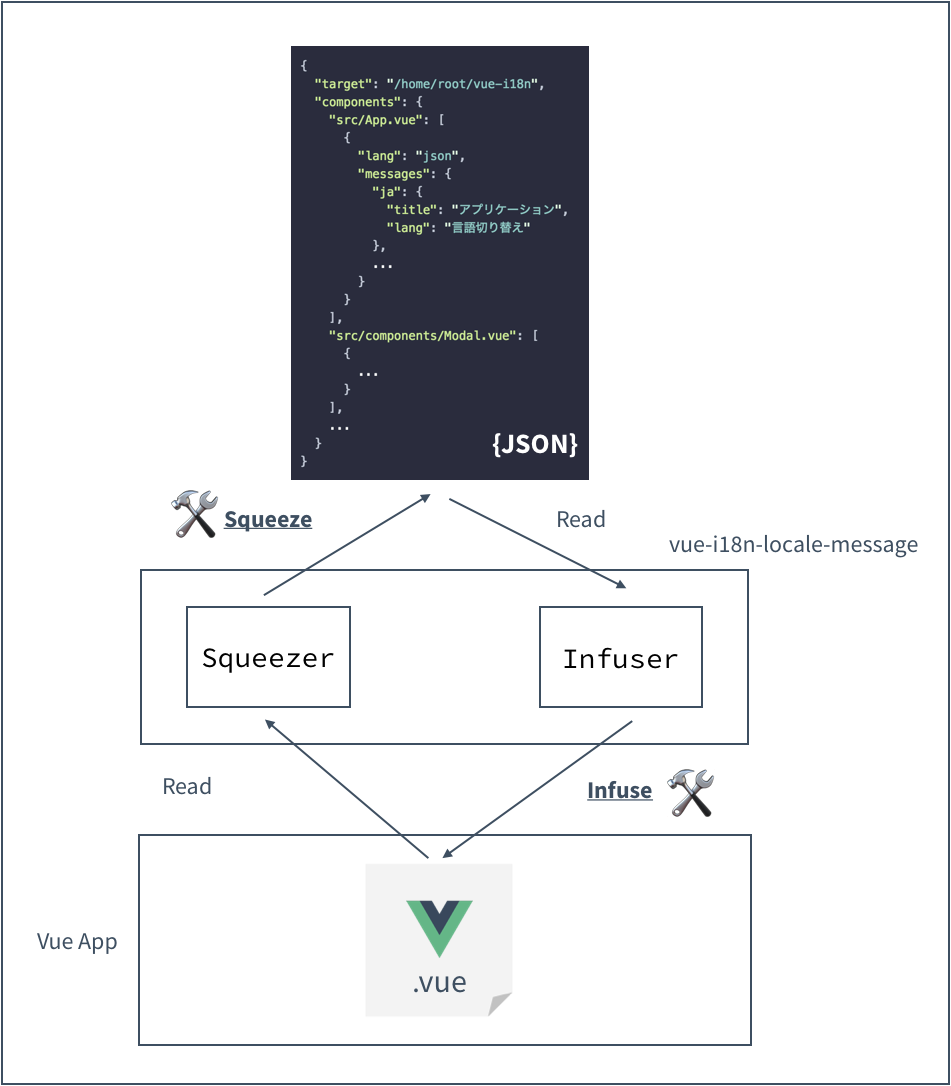 {
"target": "/home/root/vue-i18n",
"components": {
"src/App.vue": [
{
"lang": "json",
"messages": {
"ja": {
"title": "アプリケーション",
"lang": "言語切り替え"
},
...
}
}
],
"src/components/Modal.vue": [
{
...
}
],
...
}
}
{JSON}
Squeeze
Read
vue-i18n-locale-message
Squeezer
Infuser
Read
Infuse
Vue App
.vue